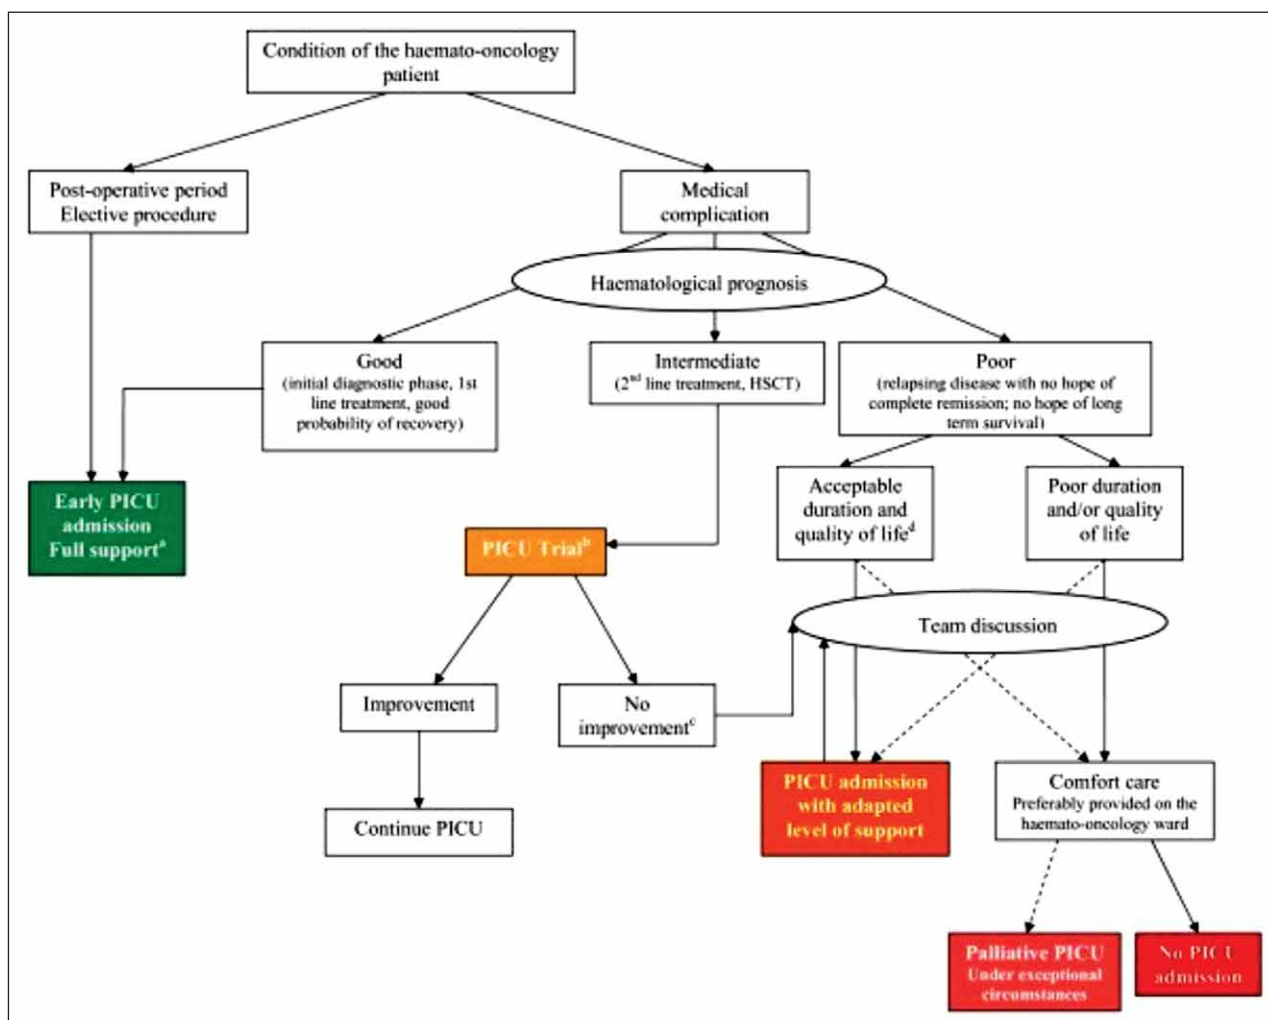 Condition of the haemato-oncology
patient
Post-operative period
Elective procedure
Medical
complication
Haematological prognosis
Good
(initial diagnostic phase, 1st
line treatment, good
probability of recovery)
Intermediate
(2nd line treatment, HSCT)
Poor
(relapsing disease with no hope of
complete remission; no hope of long
term survival)
Acceptable
duration and
quality of lifed
Poor duration
and/or quality
of life
Early PICU
admission
Full supporta
PICU Trialb
Team discussion
Improvement
No
improvementc
Continue PICU
PICU admission
with adapted
level of support
Comfort care
Preferably provided on the
haemato-oncology ward
Palliative PICU
Under exceptional
circumstances
No PICU
admission